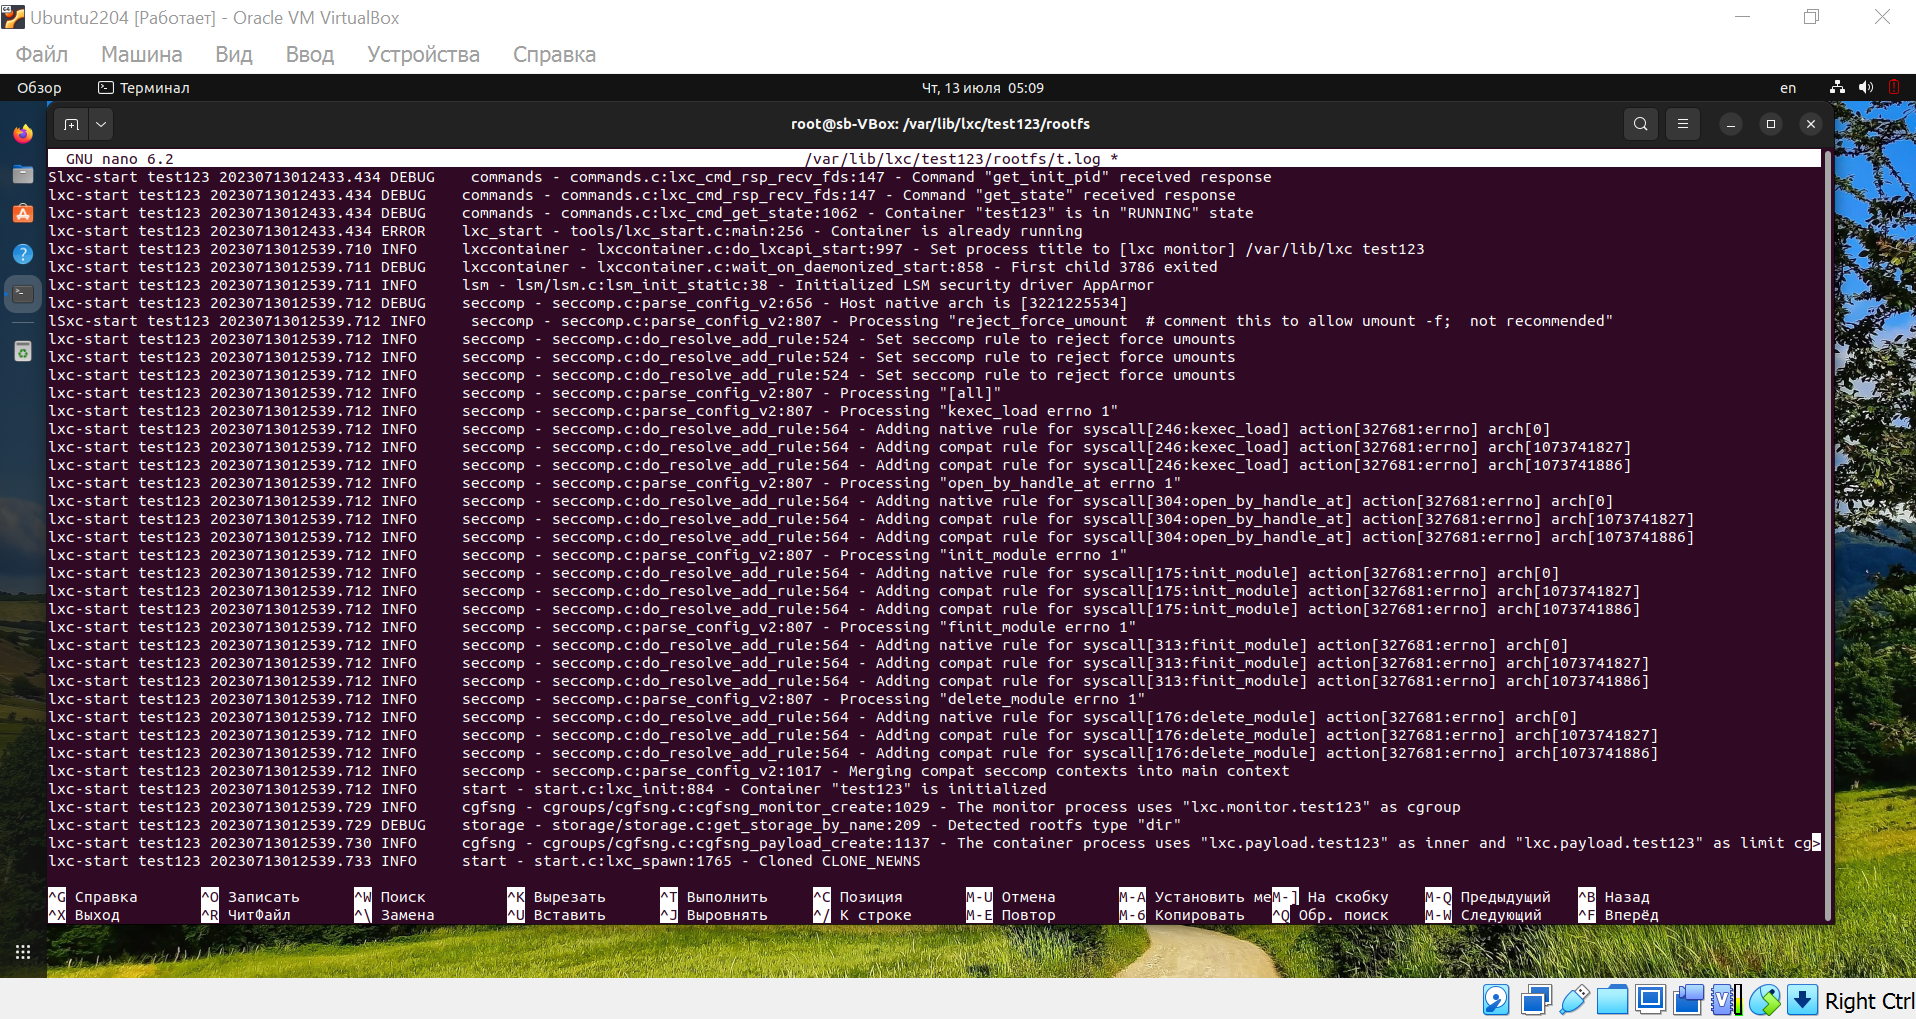 Ubuntu2204 [Работает] - Oracle VM VirtualBox
Файл Машина Вид Ввод Устройства Справка
Обзор Терминал Чт, 13 июля 05:09 en
root@sb-VBox: /var/lib/lxc/test123/rootfs
GNU nano 6.2 /var/lib/lxc/test123/rootfs/t.log *
Slxc-start test123 20230713012433.434 DEBUG    commands - commands.c:lxc_cmd_rsp_recv_fds:147 - Command "get_init_pid" received response
lxc-start test123 20230713012433.434 DEBUG    commands - commands.c:lxc_cmd_rsp_recv_fds:147 - Command "get_state" received response
lxc-start test123 20230713012433.434 DEBUG    commands - commands.c:lxc_cmd_get_state:1062 - Container "test123" is in "RUNNING" state
lxc-start test123 20230713012433.434 ERROR    lxc_start - tools/lxc_start.c:main:256 - Container is already running
lxc-start test123 20230713012539.710 INFO     lxccontainer - lxccontainer.c:do_lxcapi_start:997 - Set process title to [lxc monitor] /var/lib/lxc test123
lxc-start test123 20230713012539.711 DEBUG    lxccontainer - lxccontainer.c:wait_on_daemonized_start:858 - First child 3786 exited
lxc-start test123 20230713012539.711 INFO     lsm - lsm/lsm.c:lsm_init_static:38 - Initialized LSM security driver AppArmor
lxc-start test123 20230713012539.712 DEBUG    seccomp - seccomp.c:parse_config_v2:656 - Host native arch is [3221225534]
lSxc-start test123 20230713012539.712 INFO     seccomp - seccomp.c:parse_config_v2:807 - Processing "reject_force_umount  # comment this to allow umount -f;  not recommended"
lxc-start test123 20230713012539.712 INFO     seccomp - seccomp.c:do_resolve_add_rule:524 - Set seccomp rule to reject force umounts
lxc-start test123 20230713012539.712 INFO     seccomp - seccomp.c:do_resolve_add_rule:524 - Set seccomp rule to reject force umounts
lxc-start test123 20230713012539.712 INFO     seccomp - seccomp.c:do_resolve_add_rule:524 - Set seccomp rule to reject force umounts
lxc-start test123 20230713012539.712 INFO     seccomp - seccomp.c:parse_config_v2:807 - Processing "[all]"
lxc-start test123 20230713012539.712 INFO     seccomp - seccomp.c:parse_config_v2:807 - Processing "kexec_load errno 1"
lxc-start test123 20230713012539.712 INFO     seccomp - seccomp.c:do_resolve_add_rule:564 - Adding native rule for syscall[246:kexec_load] action[327681:errno] arch[0]
lxc-start test123 20230713012539.712 INFO     seccomp - seccomp.c:do_resolve_add_rule:564 - Adding compat rule for syscall[246:kexec_load] action[327681:errno] arch[1073741827]
lxc-start test123 20230713012539.712 INFO     seccomp - seccomp.c:do_resolve_add_rule:564 - Adding compat rule for syscall[246:kexec_load] action[327681:errno] arch[1073741886]
lxc-start test123 20230713012539.712 INFO     seccomp - seccomp.c:parse_config_v2:807 - Processing "open_by_handle_at errno 1"
lxc-start test123 20230713012539.712 INFO     seccomp - seccomp.c:do_resolve_add_rule:564 - Adding native rule for syscall[304:open_by_handle_at] action[327681:errno] arch[0]
lxc-start test123 20230713012539.712 INFO     seccomp - seccomp.c:do_resolve_add_rule:564 - Adding compat rule for syscall[304:open_by_handle_at] action[327681:errno] arch[1073741827]
lxc-start test123 20230713012539.712 INFO     seccomp - seccomp.c:do_resolve_add_rule:564 - Adding compat rule for syscall[304:open_by_handle_at] action[327681:errno] arch[1073741886]
lxc-start test123 20230713012539.712 INFO     seccomp - seccomp.c:parse_config_v2:807 - Processing "init_module errno 1"
lxc-start test123 20230713012539.712 INFO     seccomp - seccomp.c:do_resolve_add_rule:564 - Adding native rule for syscall[175:init_module] action[327681:errno] arch[0]
lxc-start test123 20230713012539.712 INFO     seccomp - seccomp.c:do_resolve_add_rule:564 - Adding compat rule for syscall[175:init_module] action[327681:errno] arch[1073741827]
lxc-start test123 20230713012539.712 INFO     seccomp - seccomp.c:do_resolve_add_rule:564 - Adding compat rule for syscall[175:init_module] action[327681:errno] arch[1073741886]
lxc-start test123 20230713012539.712 INFO     seccomp - seccomp.c:parse_config_v2:807 - Processing "finit_module errno 1"
lxc-start test123 20230713012539.712 INFO     seccomp - seccomp.c:do_resolve_add_rule:564 - Adding native rule for syscall[313:finit_module] action[327681:errno] arch[0]
lxc-start test123 20230713012539.712 INFO     seccomp - seccomp.c:do_resolve_add_rule:564 - Adding compat rule for syscall[313:finit_module] action[327681:errno] arch[1073741827]
lxc-start test123 20230713012539.712 INFO     seccomp - seccomp.c:do_resolve_add_rule:564 - Adding compat rule for syscall[313:finit_module] action[327681:errno] arch[1073741886]
lxc-start test123 20230713012539.712 INFO     seccomp - seccomp.c:parse_config_v2:807 - Processing "delete_module errno 1"
lxc-start test123 20230713012539.712 INFO     seccomp - seccomp.c:do_resolve_add_rule:564 - Adding native rule for syscall[176:delete_module] action[327681:errno] arch[0]
lxc-start test123 20230713012539.712 INFO     seccomp - seccomp.c:do_resolve_add_rule:564 - Adding compat rule for syscall[176:delete_module] action[327681:errno] arch[1073741827]
lxc-start test123 20230713012539.712 INFO     seccomp - seccomp.c:do_resolve_add_rule:564 - Adding compat rule for syscall[176:delete_module] action[327681:errno] arch[1073741886]
lxc-start test123 20230713012539.712 INFO     seccomp - seccomp.c:parse_config_v2:1017 - Merging compat seccomp contexts into main context
lxc-start test123 20230713012539.712 INFO     start - start.c:lxc_init:884 - Container "test123" is initialized
lxc-start test123 20230713012539.729 INFO     cgfsng - cgroups/cgfsng.c:cgfsng_monitor_create:1029 - The monitor process uses "lxc.monitor.test123" as cgroup
lxc-start test123 20230713012539.729 DEBUG    storage - storage/storage.c:get_storage_by_name:209 - Detected rootfs type "dir"
lxc-start test123 20230713012539.730 INFO     cgfsng - cgroups/cgfsng.c:cgfsng_payload_create:1137 - The container process uses "lxc.payload.test123" as inner and "lxc.payload.test123" as limit cg>
lxc-start test123 20230713012539.733 INFO     start - start.c:lxc_spawn:1765 - Cloned CLONE_NEWNS
^G Справка ^O Записать ^W Поиск ^K Вырезать ^T Выполнить ^C Позиция M-U Отмена M-A Установить ме M-] На скобку M-Q Предыдущий ^B Назад
^X Выход ^R ЧитФайл ^\ Замена ^U Вставить ^J Выровнять ^/ К строке M-E Повтор M-6 Копировать ^Q Обр. поиск M-W Следующий ^F Вперёд
Right Ctrl